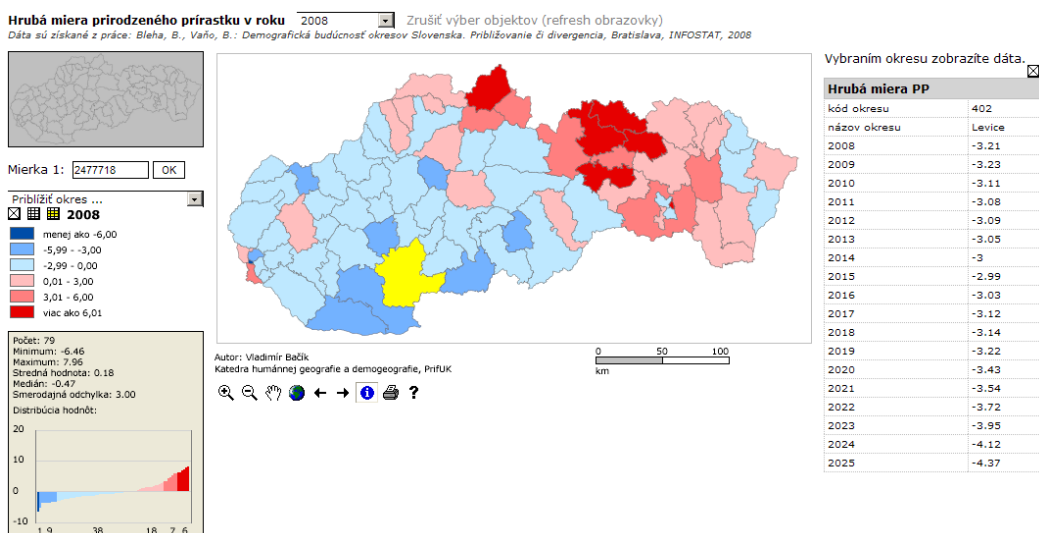 Hrubá miera prirodzeného prírastku v roku 2008 Zrušiť výber objektov (refresh obrazovky)
Dáta sú získané z práce: Bleha, B., Vaňo, B.: Demografická budúcnosť okresov Slovenska. Približovanie či divergencia, Bratislava, INFOSTAT, 2008
Mierka 1: 2477718 OK
Priblížiť okres ...
2008
menej ako -6,00
-5,99 - -3,00
-2,99 - 0,00
0,01 - 3,00
3,01 - 6,00
viac ako 6,01
Počet: 79
Minimum: -6.46
Maximum: 7.96
Stredná hodnota: 0.18
Medián: -0.47
Smerodajná odchylka: 3.00
Distribúcia hodnôt:
20
10
0
-10
1 9 38 18 7 6
Autor: Vladimír Bačík
Katedra humánnej geografie a demogeografie, PrifUK
0 50 100
km
?
Vybraním okresu zobrazíte dáta.
Hrubá miera PP
kód okresu 402
názov okresu Levice
2008 -3.21
2009 -3.23
2010 -3.11
2011 -3.08
2012 -3.09
2013 -3.05
2014 -3
2015 -2.99
2016 -3.03
2017 -3.12
2018 -3.14
2019 -3.22
2020 -3.43
2021 -3.54
2022 -3.72
2023 -3.95
2024 -4.12
2025 -4.37